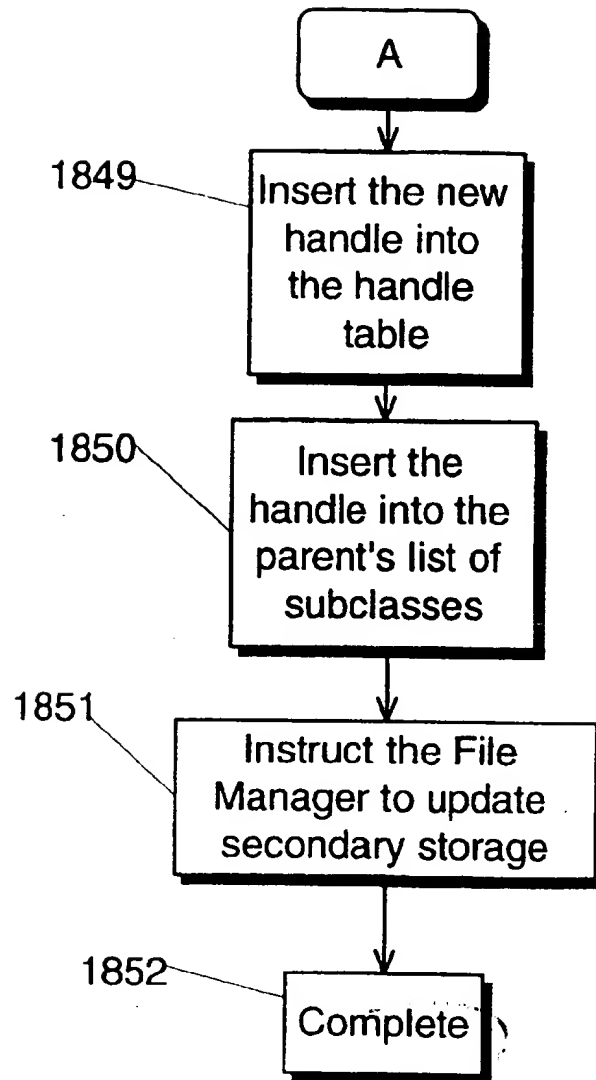 A
1849
Insert the new
handle into
the handle
table
1850
Insert the
handle into the
parent's list of
subclasses
1851
Instruct the File
Manager to update
secondary storage
1852
Complete